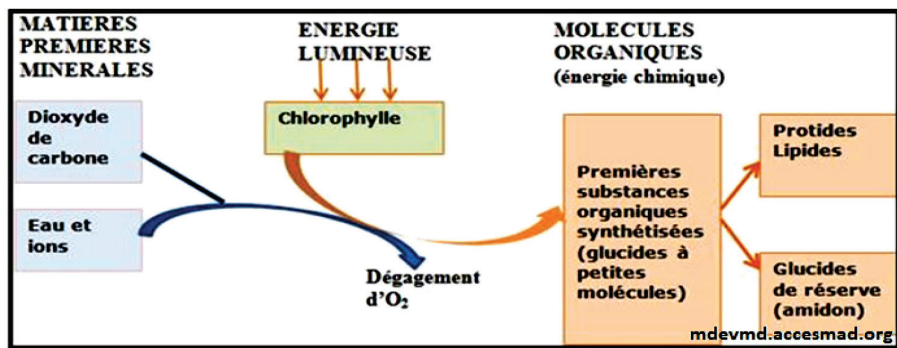 MATIERES
PREMIERES
MINERALES
ENERGIE
LUMINEUSE
MOLECULES
ORGANIQUES
(énergie chimique)
Dioxyde
de
carbone
Chlorophylle
Eau et
ions
Dégagement
d'O₂
Premières
substances
organiques
synthétisées
(glucides à
petites
molécules)
Protides
Lipides
Glucides
de réserve
(amidon)
mdevmd.accesmad.org